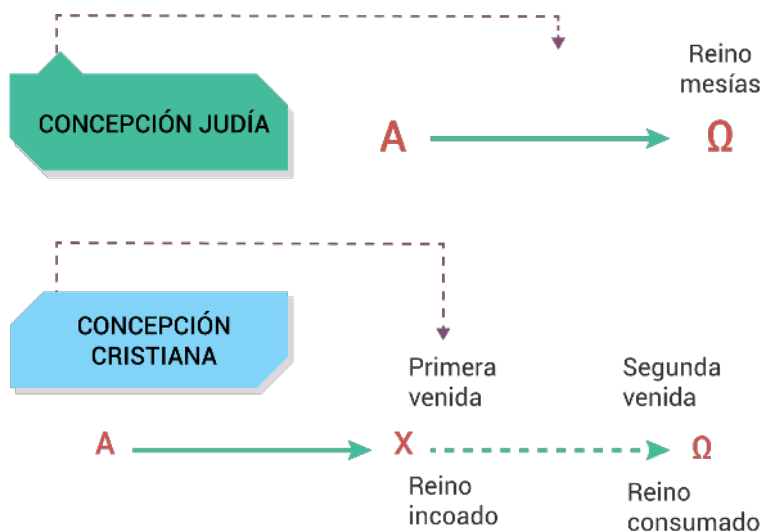 Reino
mesías
CONCEPCIÓN JUDÍA
A
Ω
CONCEPCIÓN
CRISTIANA
Primera
venida
Segunda
venida
A
X
Ω
Reino
incoado
Reino
consumado